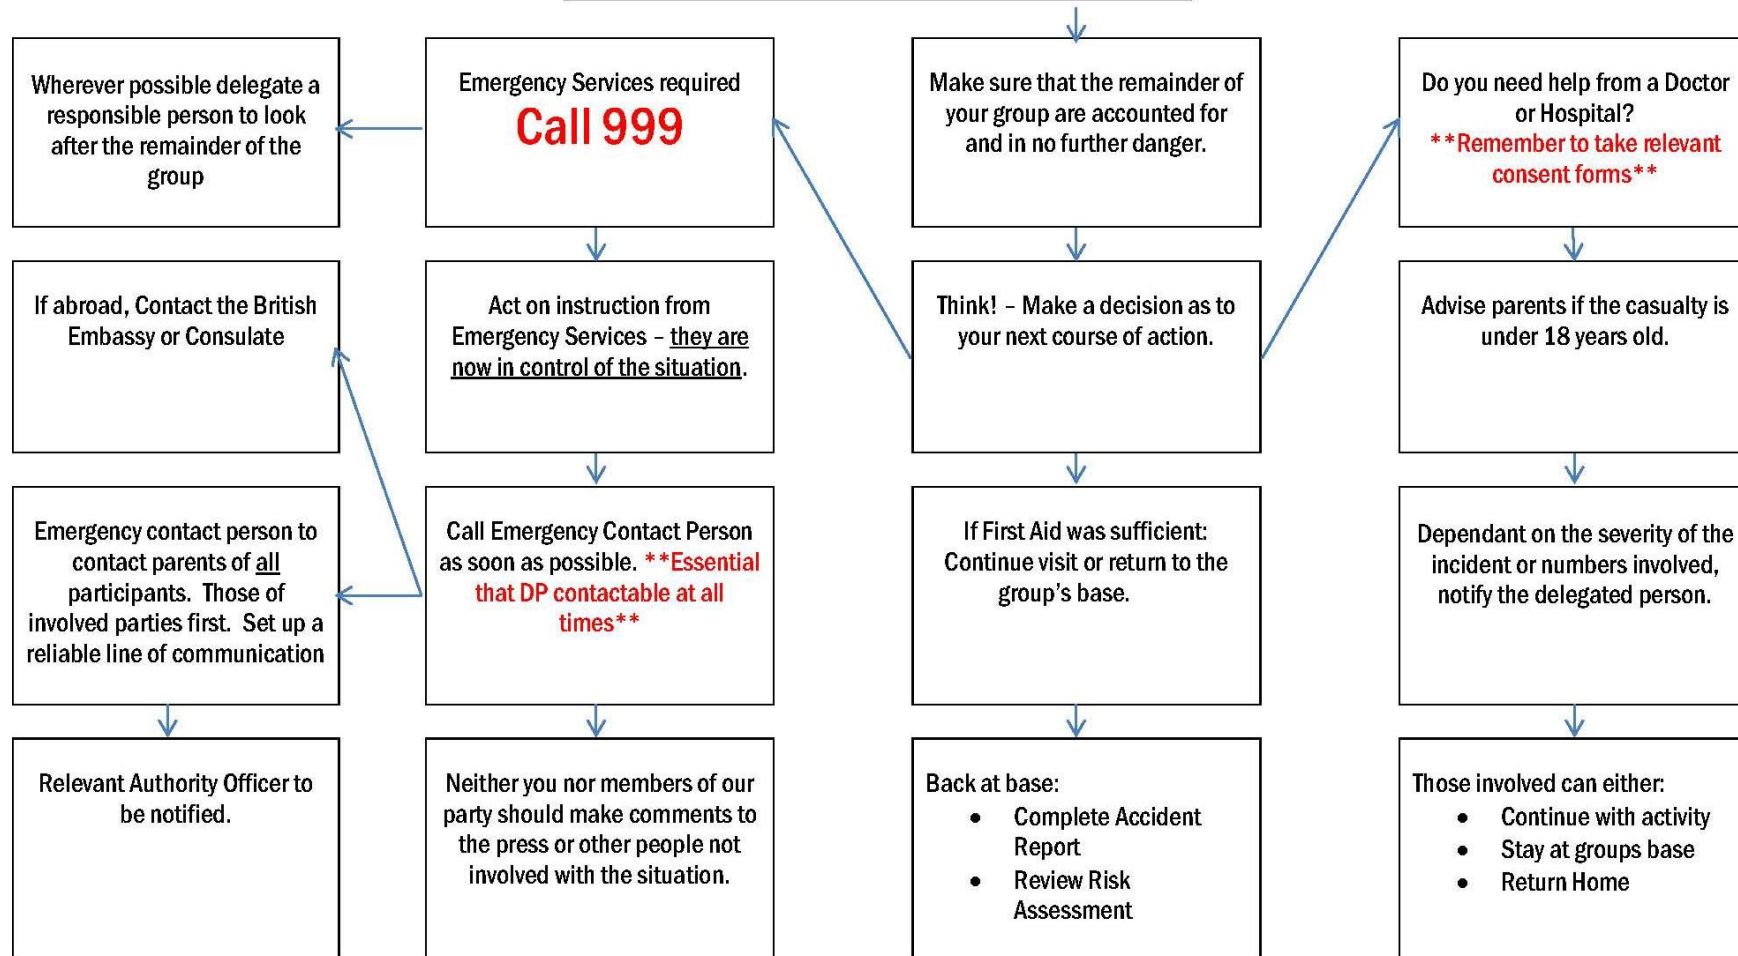 Wherever possible delegate a
responsible person to look
after the remainder of the
group
Emergency Services required
Call 999
Make sure that the remainder of
your group are accounted for
and in no further danger.
Do you need help from a Doctor
or Hospital?
**Remember to take relevant
consent forms**
If abroad, Contact the British
Embassy or Consulate
Act on instruction from
Emergency Services – they are
now in control of the situation.
Think! – Make a decision as to
your next course of action.
Advise parents if the casualty is
under 18 years old.
Emergency contact person to
contact parents of all
participants. Those of
involved parties first. Set up a
reliable line of communication
Call Emergency Contact Person
as soon as possible. **Essential
that DP contactable at all
times**
If First Aid was sufficient:
Continue visit or return to the
group's base.
Dependant on the severity of the
incident or numbers involved,
notify the delegated person.
Relevant Authority Officer to
be notified.
Neither you nor members of our
party should make comments to
the press or other people not
involved with the situation.
Back at base:
• Complete Accident
Report
• Review Risk
Assessment
Those involved can either:
• Continue with activity
• Stay at groups base
• Return Home